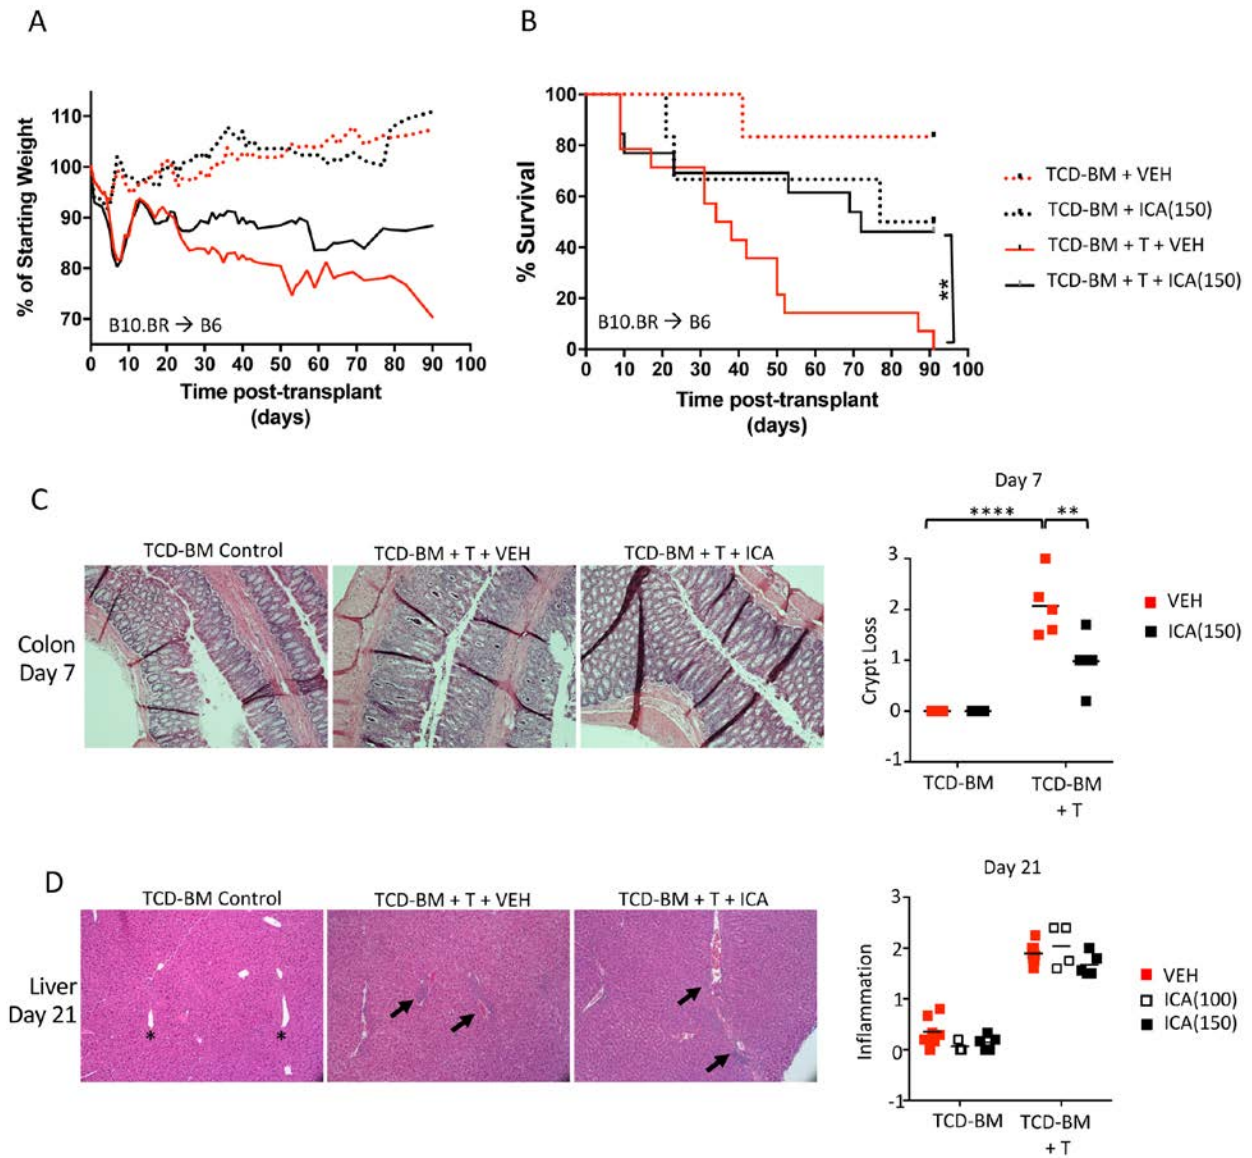 A
B
110
100
90
80
70
% of Starting Weight
B10.BR → B6
0 10 20 30 40 50 60 70 80 90 100
Time post-transplant
(days)
100
80
60
40
20
0
% Survival
B10.BR → B6
**
0 10 20 30 40 50 60 70 80 90 100
Time post-transplant
(days)
TCD-BM + VEH
TCD-BM + ICA(150)
TCD-BM + T + VEH
TCD-BM + T + ICA(150)
C
TCD-BM Control
TCD-BM + T + VEH
TCD-BM + T + ICA
Colon
Day 7
Day 7
**** **
3
2
1
0
-1
Crypt Loss
TCD-BM
TCD-BM
+ T
VEH
ICA(150)
D
TCD-BM Control
TCD-BM + T + VEH
TCD-BM + T + ICA
Liver
Day 21
* *
Day 21
3
2
1
0
-1
Inflammation
TCD-BM
TCD-BM
+ T
VEH
ICA(100)
ICA(150)